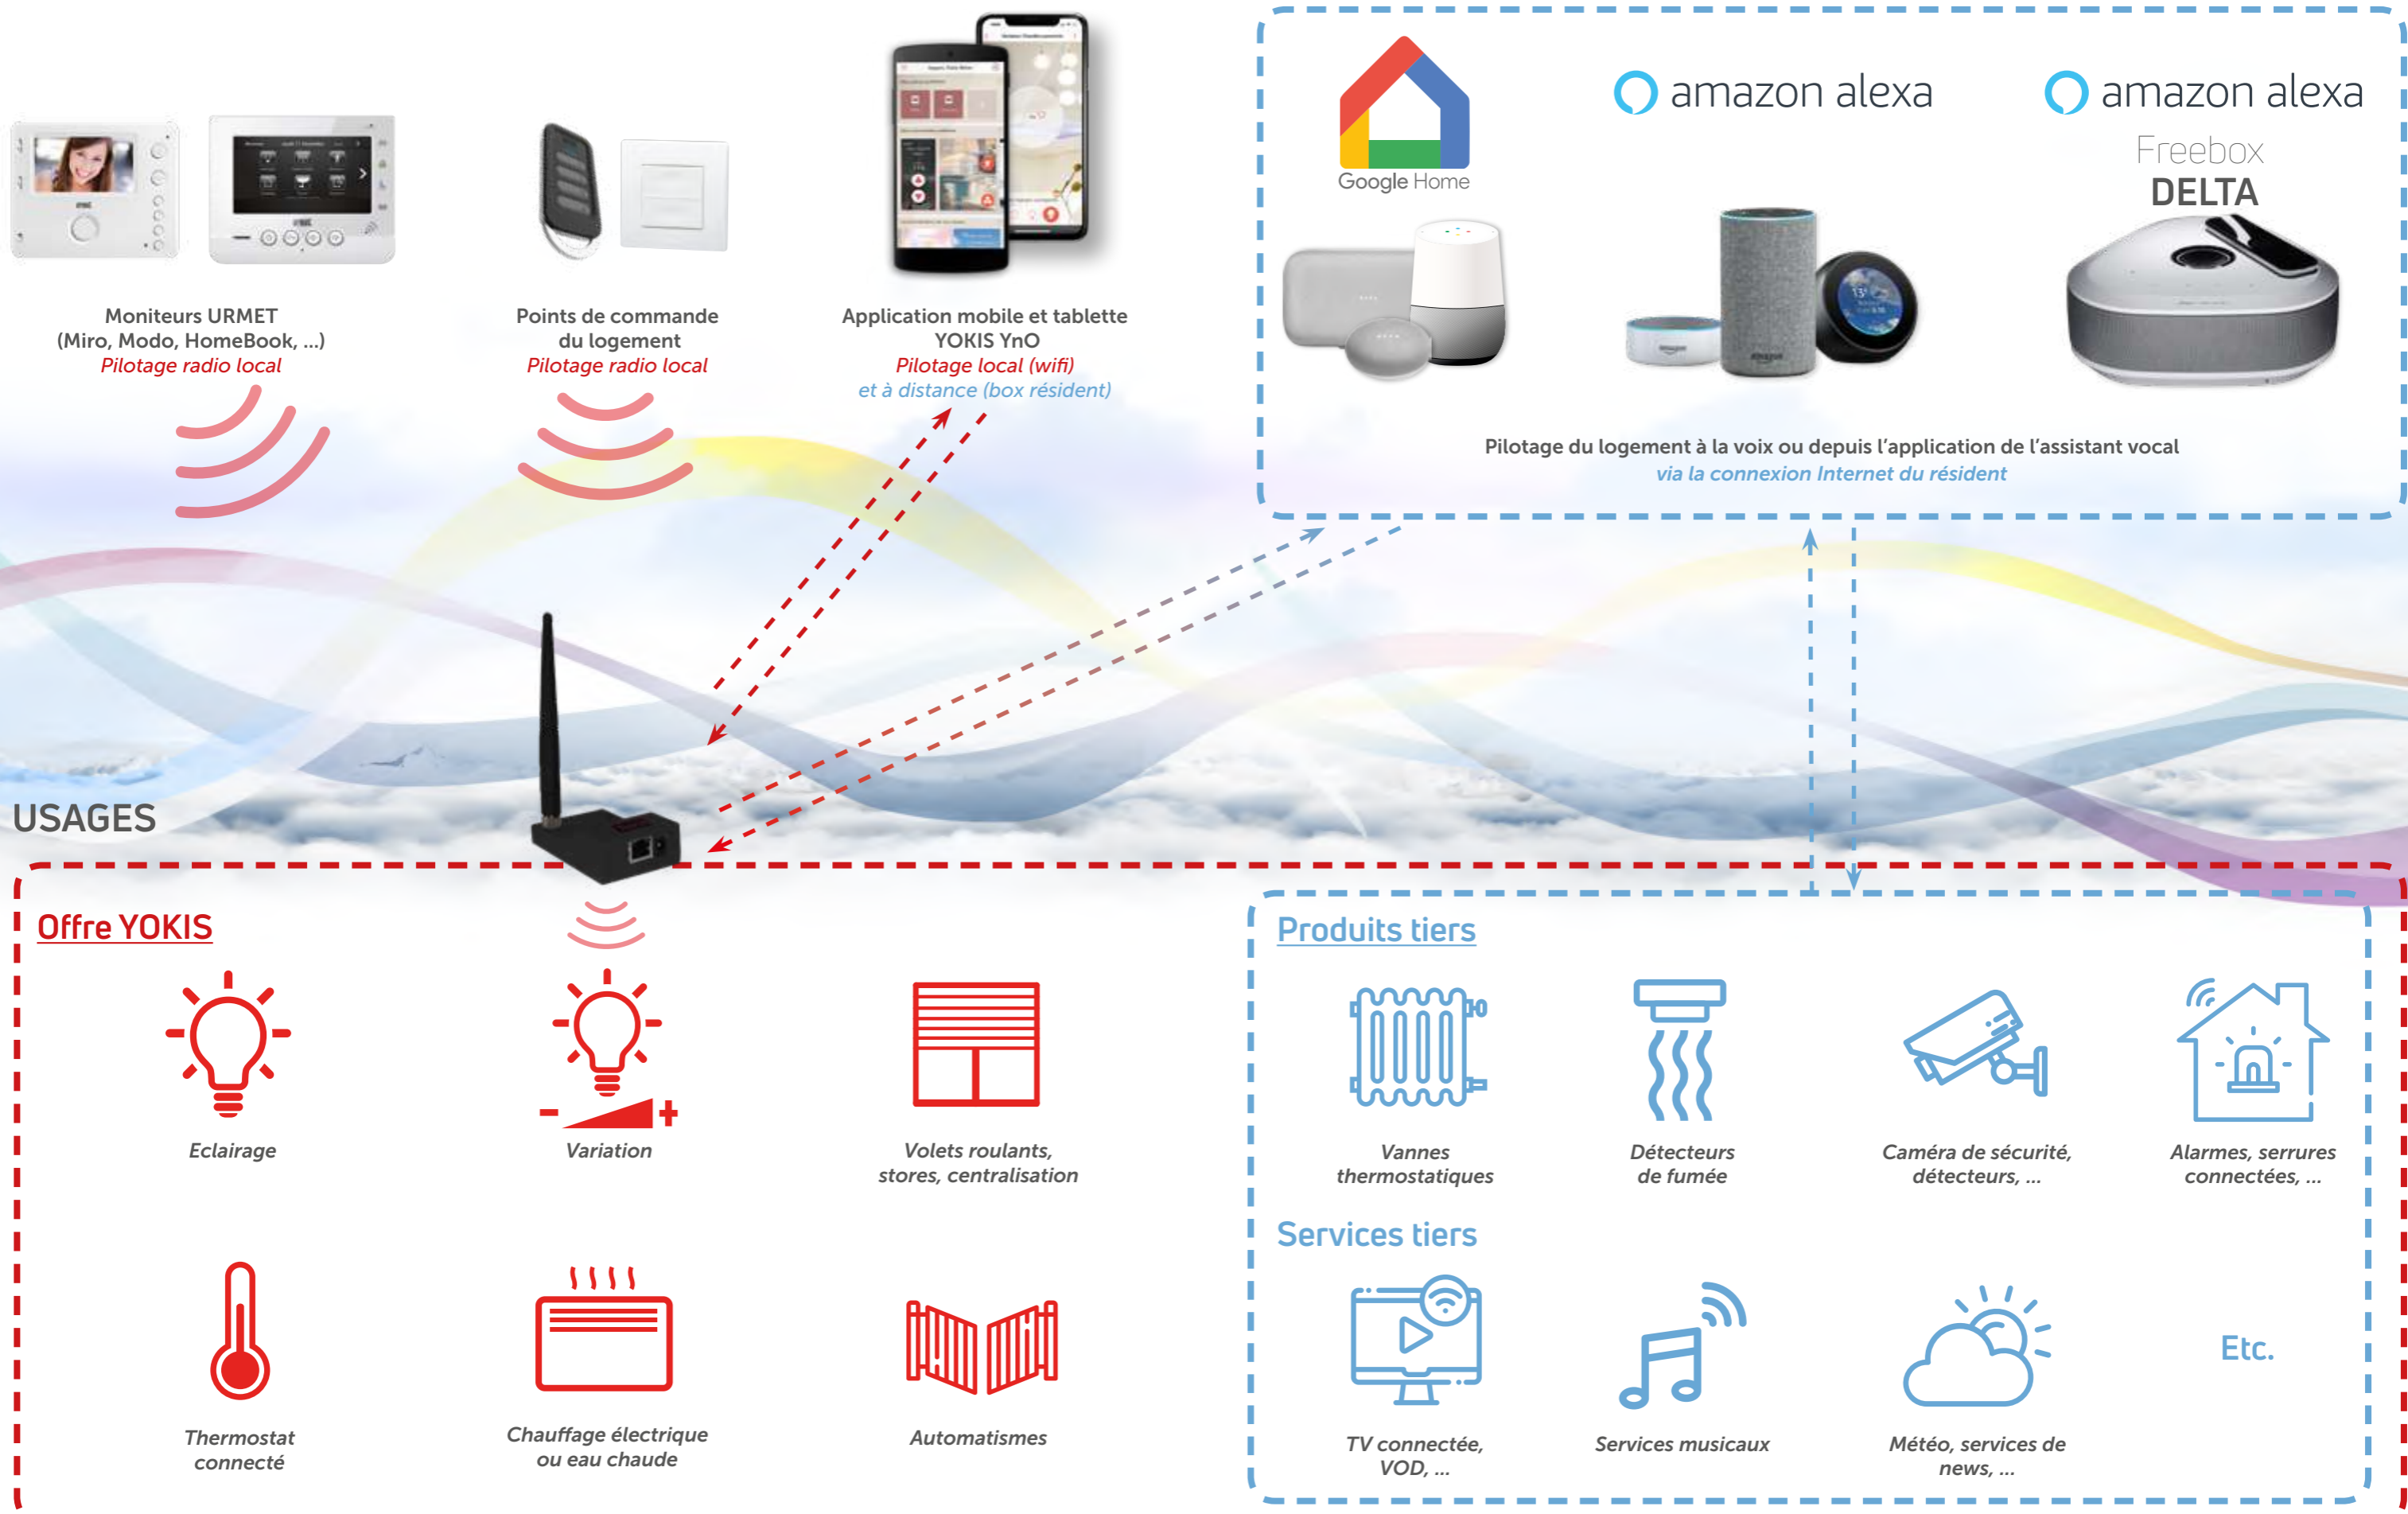 Moniteurs URMET
(Miro, Modo, HomeBook, ...)
Pilotage radio local
Points de commande
du logement
Pilotage radio local
Application mobile et tablette
YOKIS YnO
Pilotage local (wifi)
et à distance (box résident)
Google Home
amazon alexa
amazon alexa
Freebox
DELTA
Pilotage du logement à la voix ou depuis l'application de l'assistant vocal
via la connexion Internet du résident
USAGES
Offre YOKIS
Eclairage
Variation
Volets roulants,
stores, centralisation
Thermostat
connecté
Chauffage électrique
ou eau chaude
Automatismes
Produits tiers
Vannes
thermostatiques
Détecteurs
de fumée
Caméra de sécurité,
détecteurs, ...
Alarmes, serrures
connectées, ...
Services tiers
TV connectée,
VOD, ...
Services musicaux
Météo, services de
news, ...
Etc.